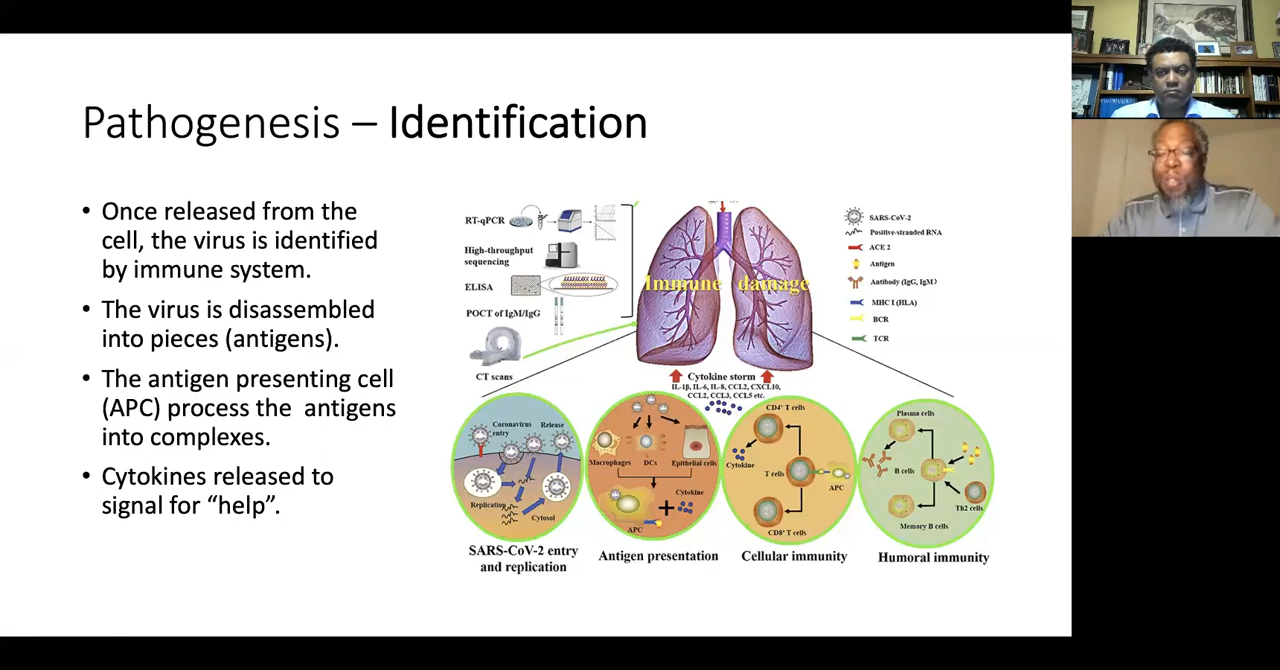 Pathogenesis – Identification
• Once released from the
cell, the virus is identified
by immune system.
• The virus is disassembled
into pieces (antigens).
• The antigen presenting cell
(APC) process the antigens
into complexes.
• Cytokines released to
signal for “help”.
RT-qPCR
High-throughput
sequencing
ELISA
POCT of IgM/IgG
CT scans
Immune damage
SARS-CoV-2
Positive-stranded RNA
ACE 2
Antigen
Antibody (IgG, IgM)
MHC I (HLA)
BCR
TCR
Cytokine storm
IL-1β, IL-6, IL-8, CCL2, CXCL10,
CCL2, CCL3, CCL5 etc.
Coronavirus
entry
Release
Replication
Cytosol
SARS-CoV-2 entry
and replication
Macrophages
DCs
Epithelial cells
Cytokine
APC
Antigen presentation
CD4⁺ T cells
Cytokine
T cells
APC
CD8⁺ T cells
Cellular immunity
Plasma cells
B cells
Th2 cells
Memory B cells
Humoral immunity